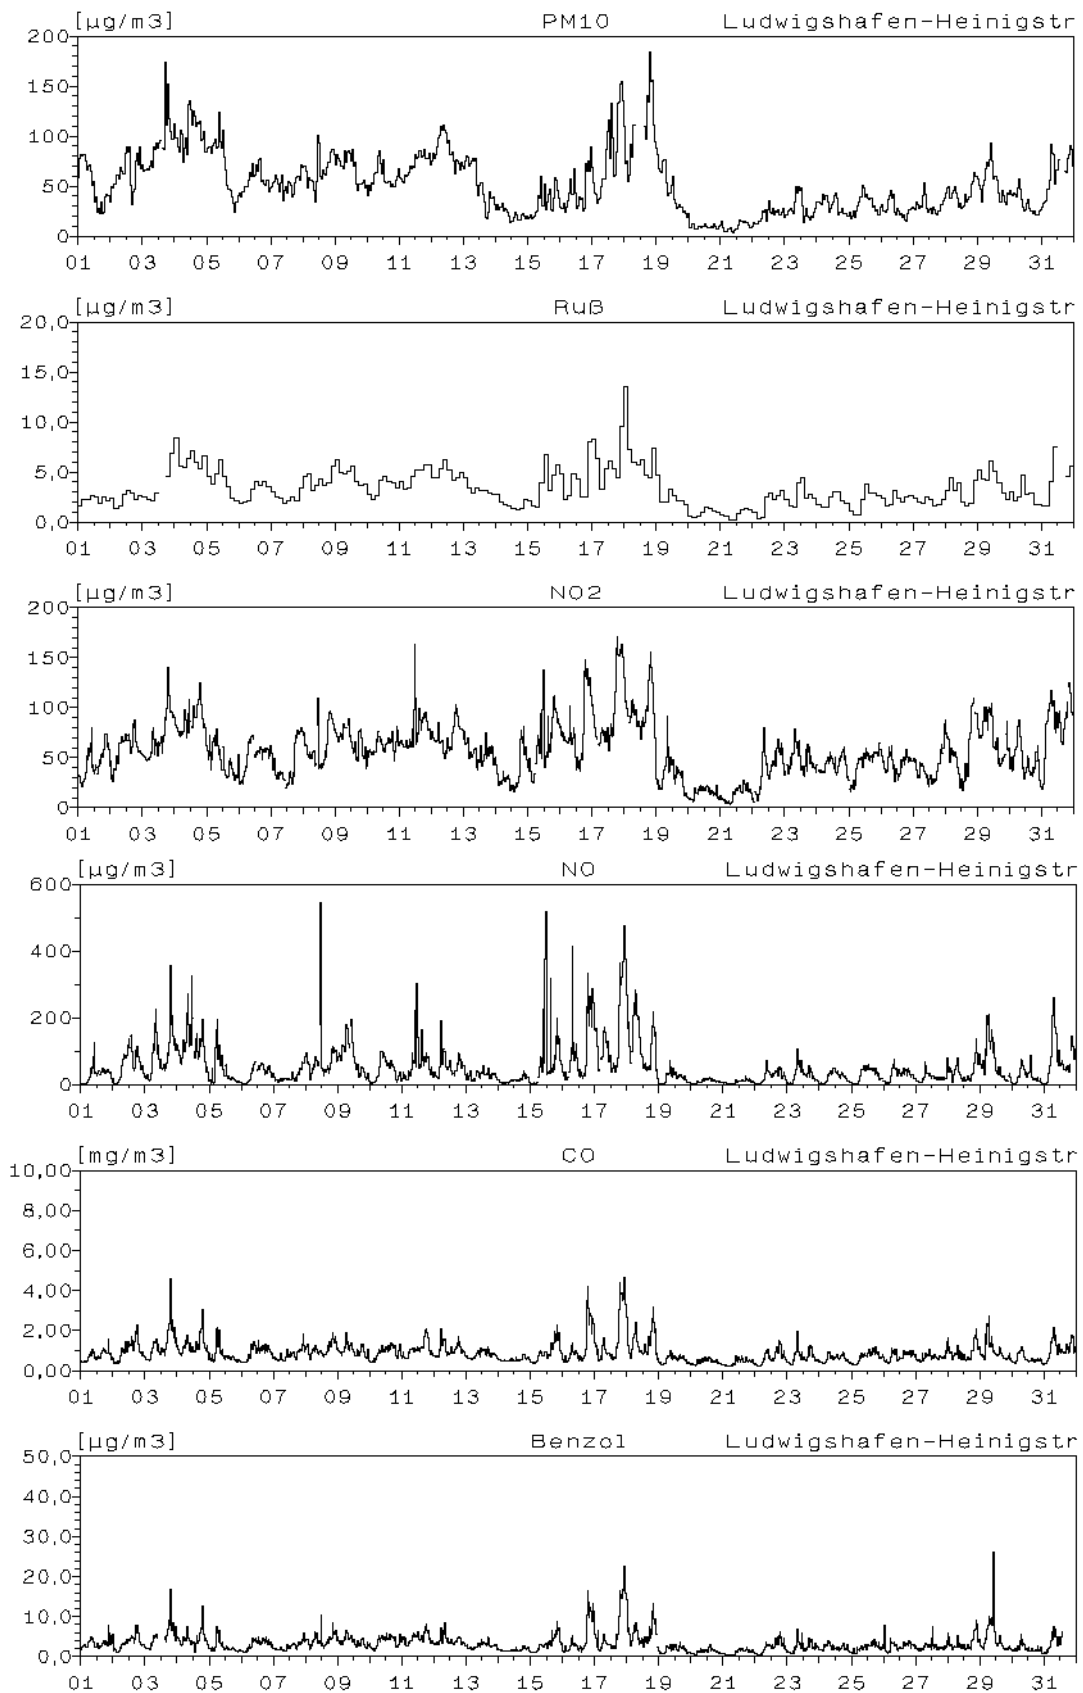 [µg/m3] PM10 Ludwigshafen-Heinigstr
200
150
100
50
0
01 03 05 07 09 11 13 15 17 19 21 23 25 27 29 31
[µg/m3] Ruß Ludwigshafen-Heinigstr
20,0
15,0
10,0
5,0
0,0
01 03 05 07 09 11 13 15 17 19 21 23 25 27 29 31
[µg/m3] NO2 Ludwigshafen-Heinigstr
200
150
100
50
0
01 03 05 07 09 11 13 15 17 19 21 23 25 27 29 31
[µg/m3] NO Ludwigshafen-Heinigstr
600
400
200
0
01 03 05 07 09 11 13 15 17 19 21 23 25 27 29 31
[mg/m3] CO Ludwigshafen-Heinigstr
10,00
8,00
6,00
4,00
2,00
0,00
01 03 05 07 09 11 13 15 17 19 21 23 25 27 29 31
[µg/m3] Benzol Ludwigshafen-Heinigstr
50,0
40,0
30,0
20,0
10,0
0,0
01 03 05 07 09 11 13 15 17 19 21 23 25 27 29 31